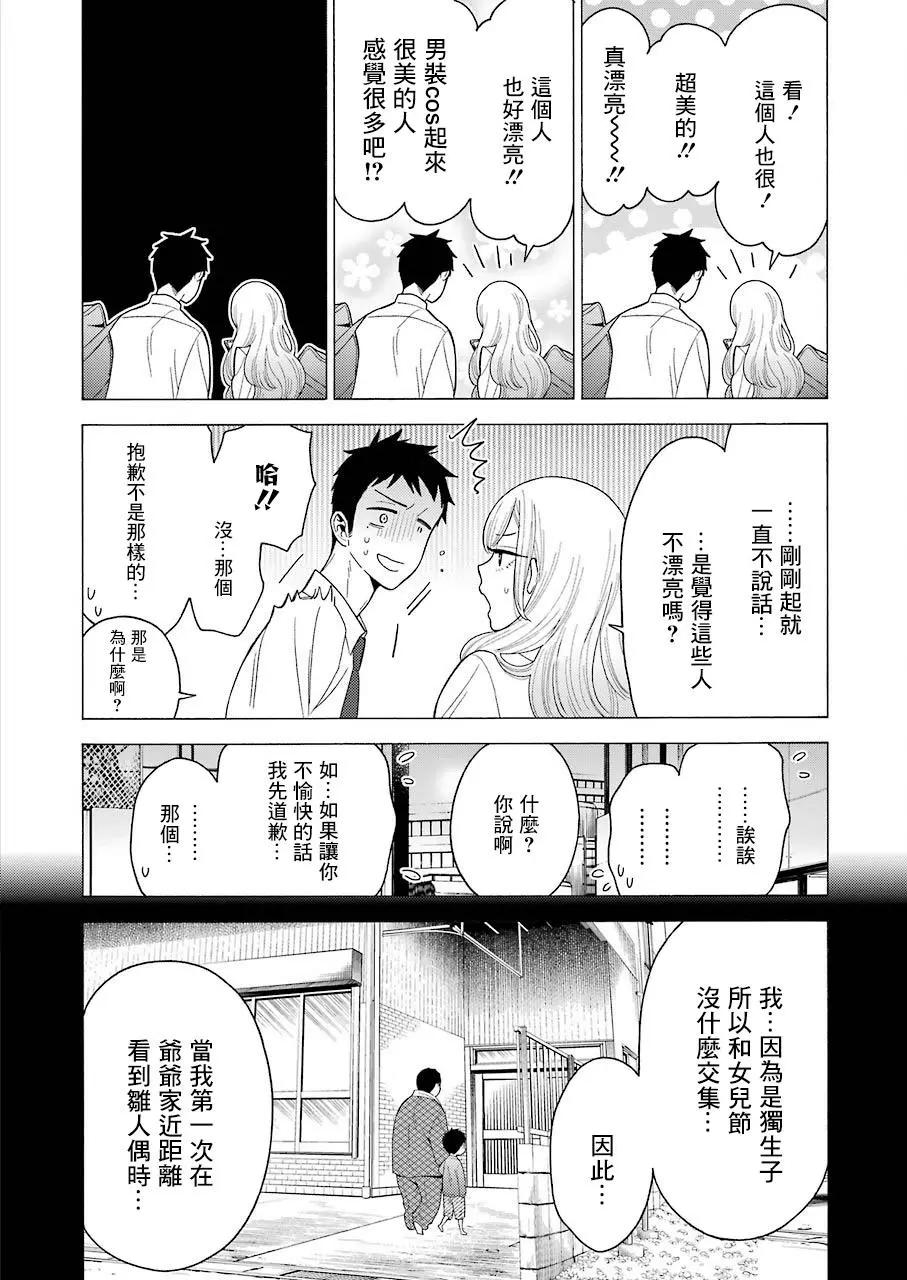 看！
這個人也很！
超美的!!
真漂亮～～～!!
這個人
也好漂亮!!
男裝cos起來
很美的人
感覺很多吧!?
……剛剛起就
一直不說話…
…是覺得這些人
不漂亮嗎？
哈!!
沒…那個
抱歉不是那樣的…
那是
為什麼啊？
誒誒
………
………
什麼？
你說啊
如…如果讓你
不愉快的話
我先道歉…
………
那個…
我…因為是獨生子
所以和女兒節
沒什麼交集…
因此…
當我第一次在
爺爺家近距離
看到雛人偶時…